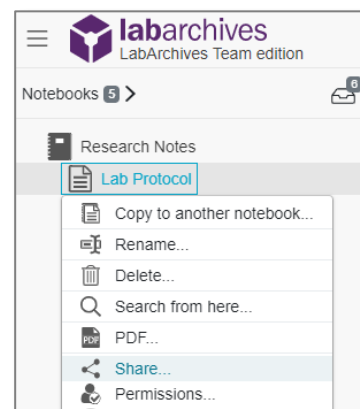 labarchives
LabArchives Team edition
Notebooks 5 >
6
Research Notes
Lab Protocol
Copy to another notebook...
Rename...
Delete...
Search from here...
PDF PDF...
Share...
Permissions...